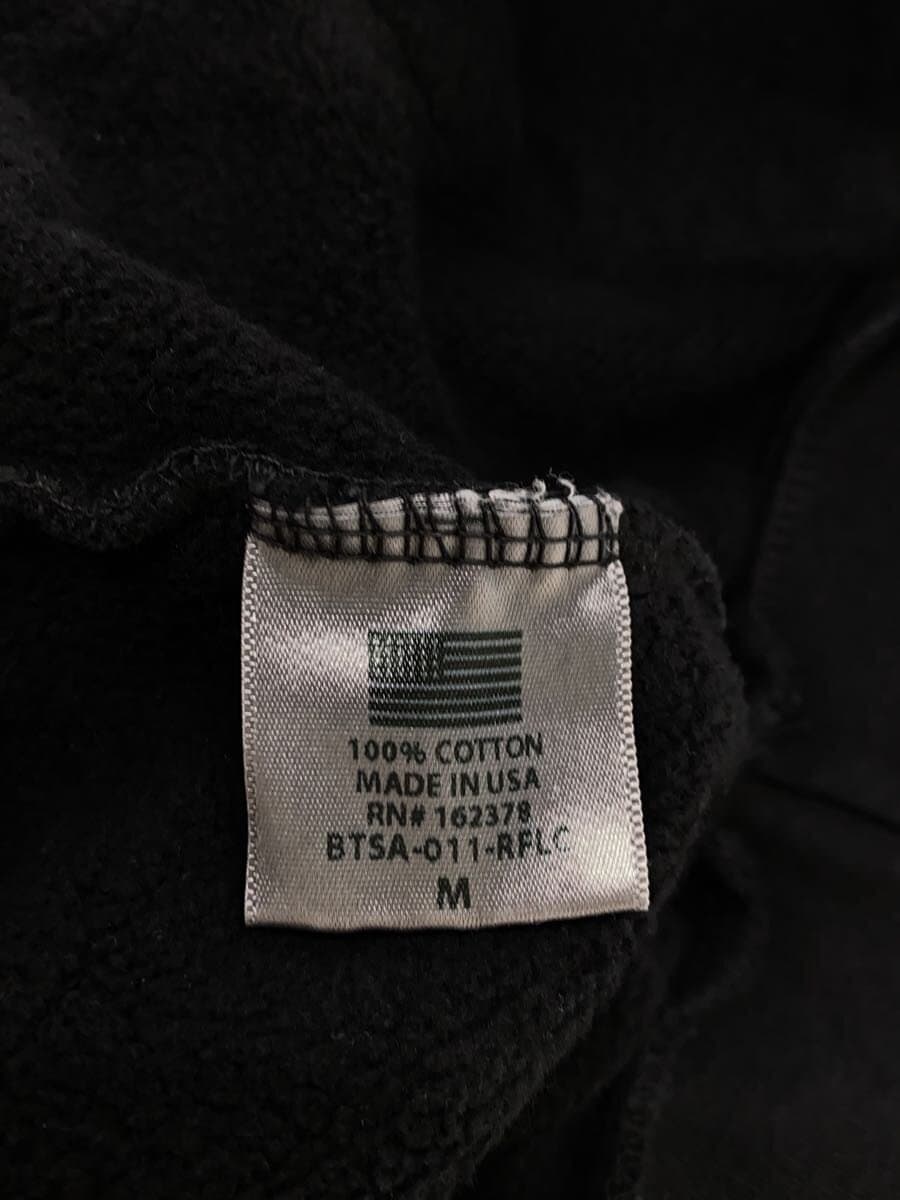 100% COTTON
MADE IN USA
RN# 162378
BTSA-011-RFLC
M